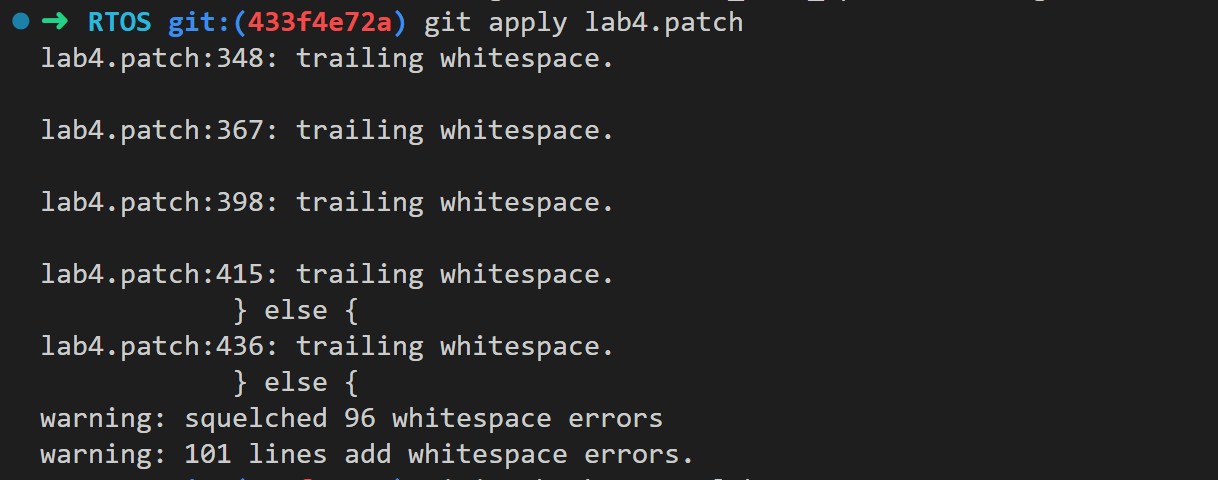 ➜ RTOS git:(433f4e72a) git apply lab4.patch
lab4.patch:348: trailing whitespace.
lab4.patch:367: trailing whitespace.
lab4.patch:398: trailing whitespace.
lab4.patch:415: trailing whitespace.
} else {
lab4.patch:436: trailing whitespace.
} else {
warning: squelched 96 whitespace errors
warning: 101 lines add whitespace errors.